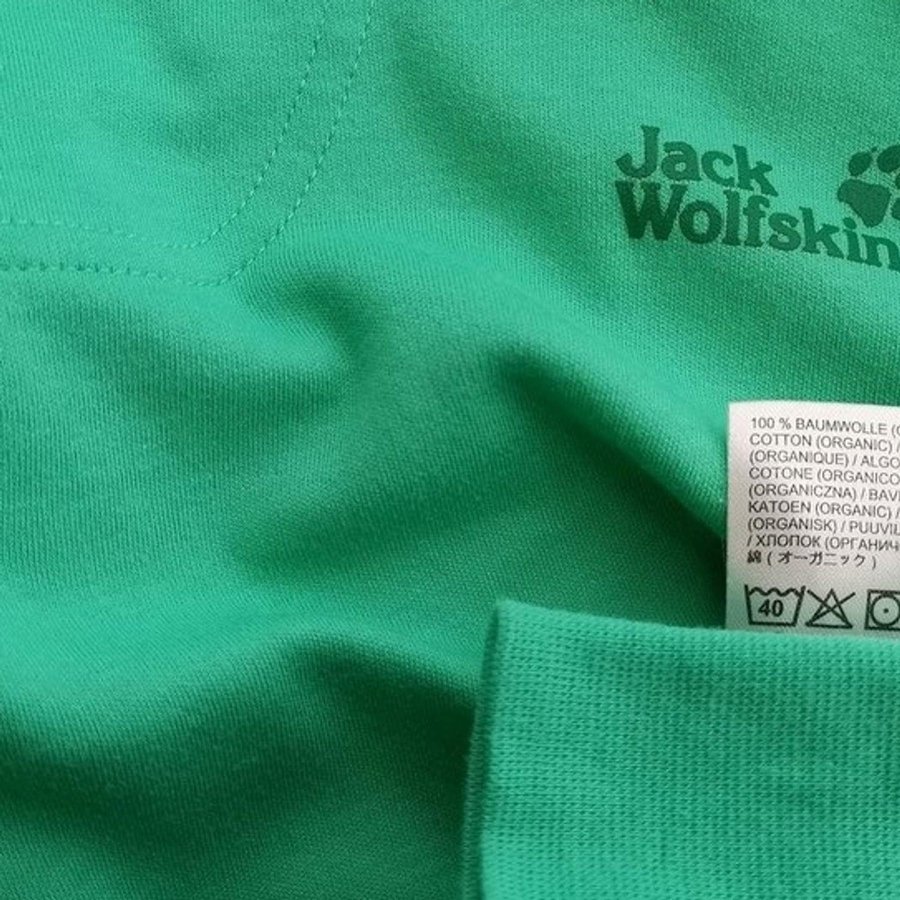 Jack
Wolfskin
100 % BAUMWOLLE (
COTTON (ORGANIC) /
(ORGANIQUE) / ALGO
COTONE (ORGANICO
(ORGANICZNA) / BAV
KATOEN (ORGANIC) /
(ORGANISK) / PUUVIL
/ ХЛОПОК (ОРГАНИЧ
綿 ( オーガニック )
40